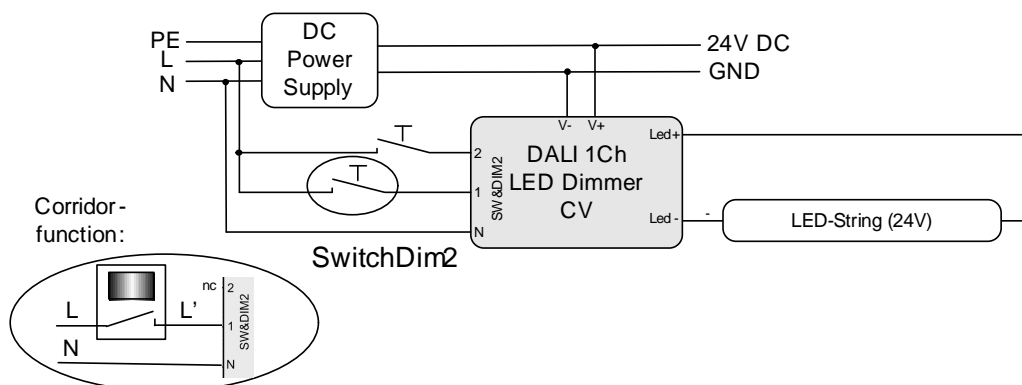 PE
L
N
DC
Power
Supply
24V DC
GND
V- V+
Led+
DALI 1Ch
LED Dimmer
CV
2
1
N
SW&DIM2
Led -
-
LED-String (24V)
SwitchDim2
Corridor-
function:
nc 2
L L’
1
N
N
SW&DIM2